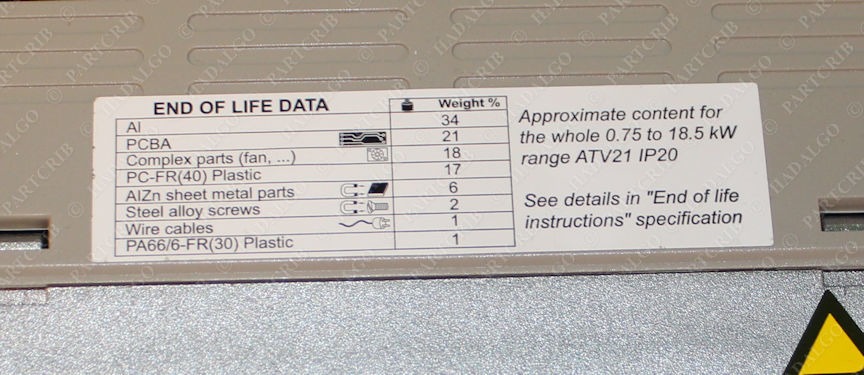 END OF LIFE DATA
Weight %
Al 34
PCBA 21
Complex parts (fan, ...) 18
PC-FR(40) Plastic 17
AlZn sheet metal parts 6
Steel alloy screws 2
Wire cables 1
PA66/6-FR(30) Plastic 1
Approximate content for
the whole 0.75 to 18.5 kW
range ATV21 IP20
See details in "End of life
instructions" specification
© HADALGO
© PARTCRIB